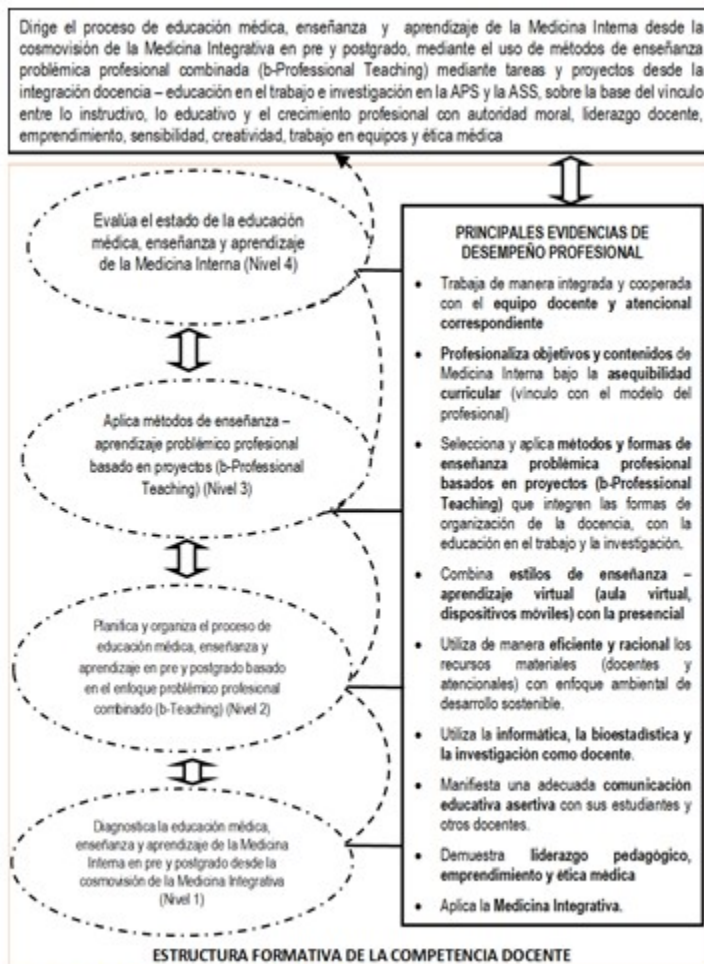 Dirige el proceso de educación médica, enseñanza y aprendizaje de la Medicina Interna desde la
cosmovisión de la Medicina Integrativa en pre y postgrado, mediante el uso de métodos de enseñanza
problémica profesional combinada (b-Professional Teaching) mediante tareas y proyectos desde la
integración docencia – educación en el trabajo e investigación en la APS y la ASS, sobre la base del vínculo
entre lo instructivo, lo educativo y el crecimiento profesional con autoridad moral, liderazgo docente,
emprendimiento, sensibilidad, creatividad, trabajo en equipos y ética médica
Evalúa el estado de la educación
médica, enseñanza y aprendizaje
de la Medicina Interna (Nivel 4)
Aplica métodos de enseñanza –
aprendizaje problémico profesional
basado en proyectos (b-Professional
Teaching) (Nivel 3)
Planifica y organiza el proceso de
educación médica, enseñanza y
aprendizaje en pre y postgrado basado
en el enfoque problémico profesional
combinado (b-Teaching) (Nivel 2)
Diagnostica la educación médica,
enseñanza y aprendizaje de la Medicina
Interna en pre y postgrado desde la
cosmovisión de la Medicina Integrativa
(Nivel 1)
PRINCIPALES EVIDENCIAS DE
DESEMPEÑO PROFESIONAL
• Trabaja de manera integrada y cooperada
con el equipo docente y atencional
correspondiente
• Profesionaliza objetivos y contenidos de
Medicina Interna bajo la asequibilidad
curricular (vínculo con el modelo del
profesional)
• Selecciona y aplica métodos y formas de
enseñanza problémica profesional
basados en proyectos (b-Professional
Teaching) que integren las formas de
organización de la docencia, con la
educación en el trabajo y la investigación.
• Combina estilos de enseñanza –
aprendizaje virtual (aula virtual,
dispositivos móviles) con la presencial
• Utiliza de manera eficiente y racional los
recursos materiales (docentes y
atencionales) con enfoque ambiental de
desarrollo sostenible.
• Utiliza la informática, la bioestadística y
la investigación como docente.
• Manifiesta una adecuada comunicación
educativa asertiva con sus estudiantes y
otros docentes.
• Demuestra liderazgo pedagógico,
emprendimiento y ética médica
• Aplica la Medicina Integrativa.
ESTRUCTURA FORMATIVA DE LA COMPETENCIA DOCENTE